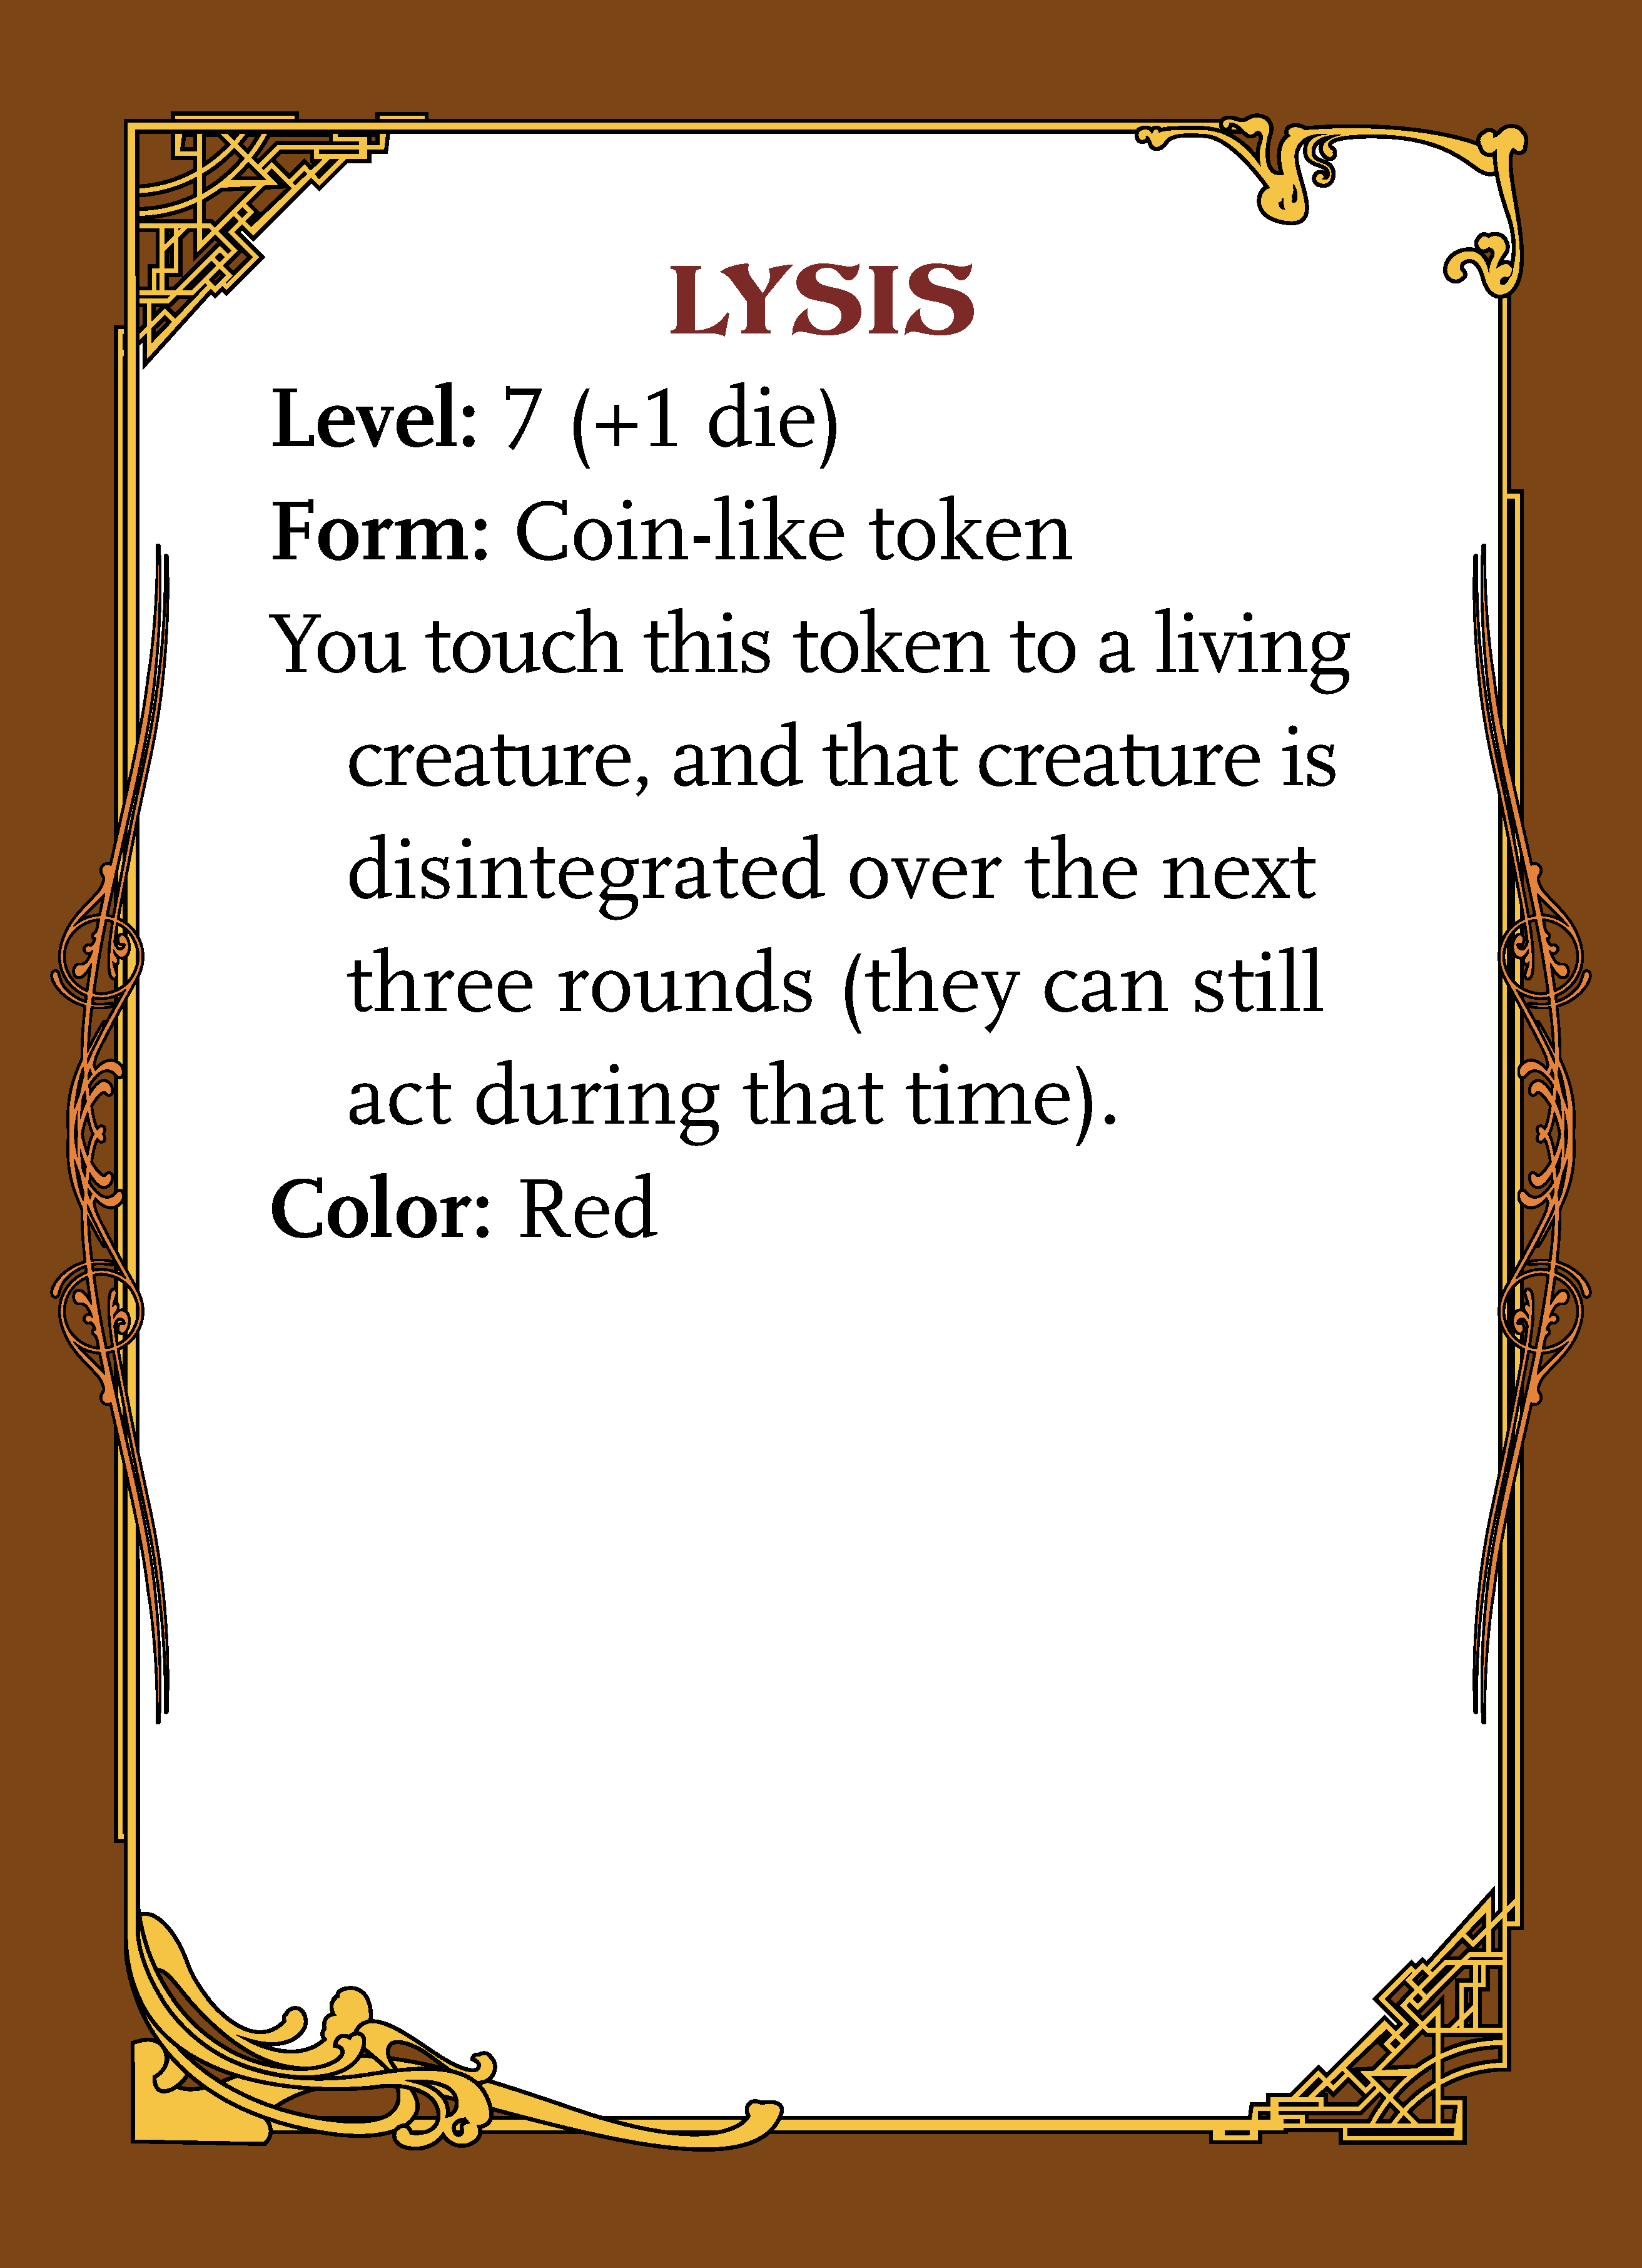 LYSIS
Level: 7 (+1 die)
Form: Coin-like token
You touch this token to a living
creature, and that creature is
disintegrated over the next
three rounds (they can still
act during that time).
Color: Red